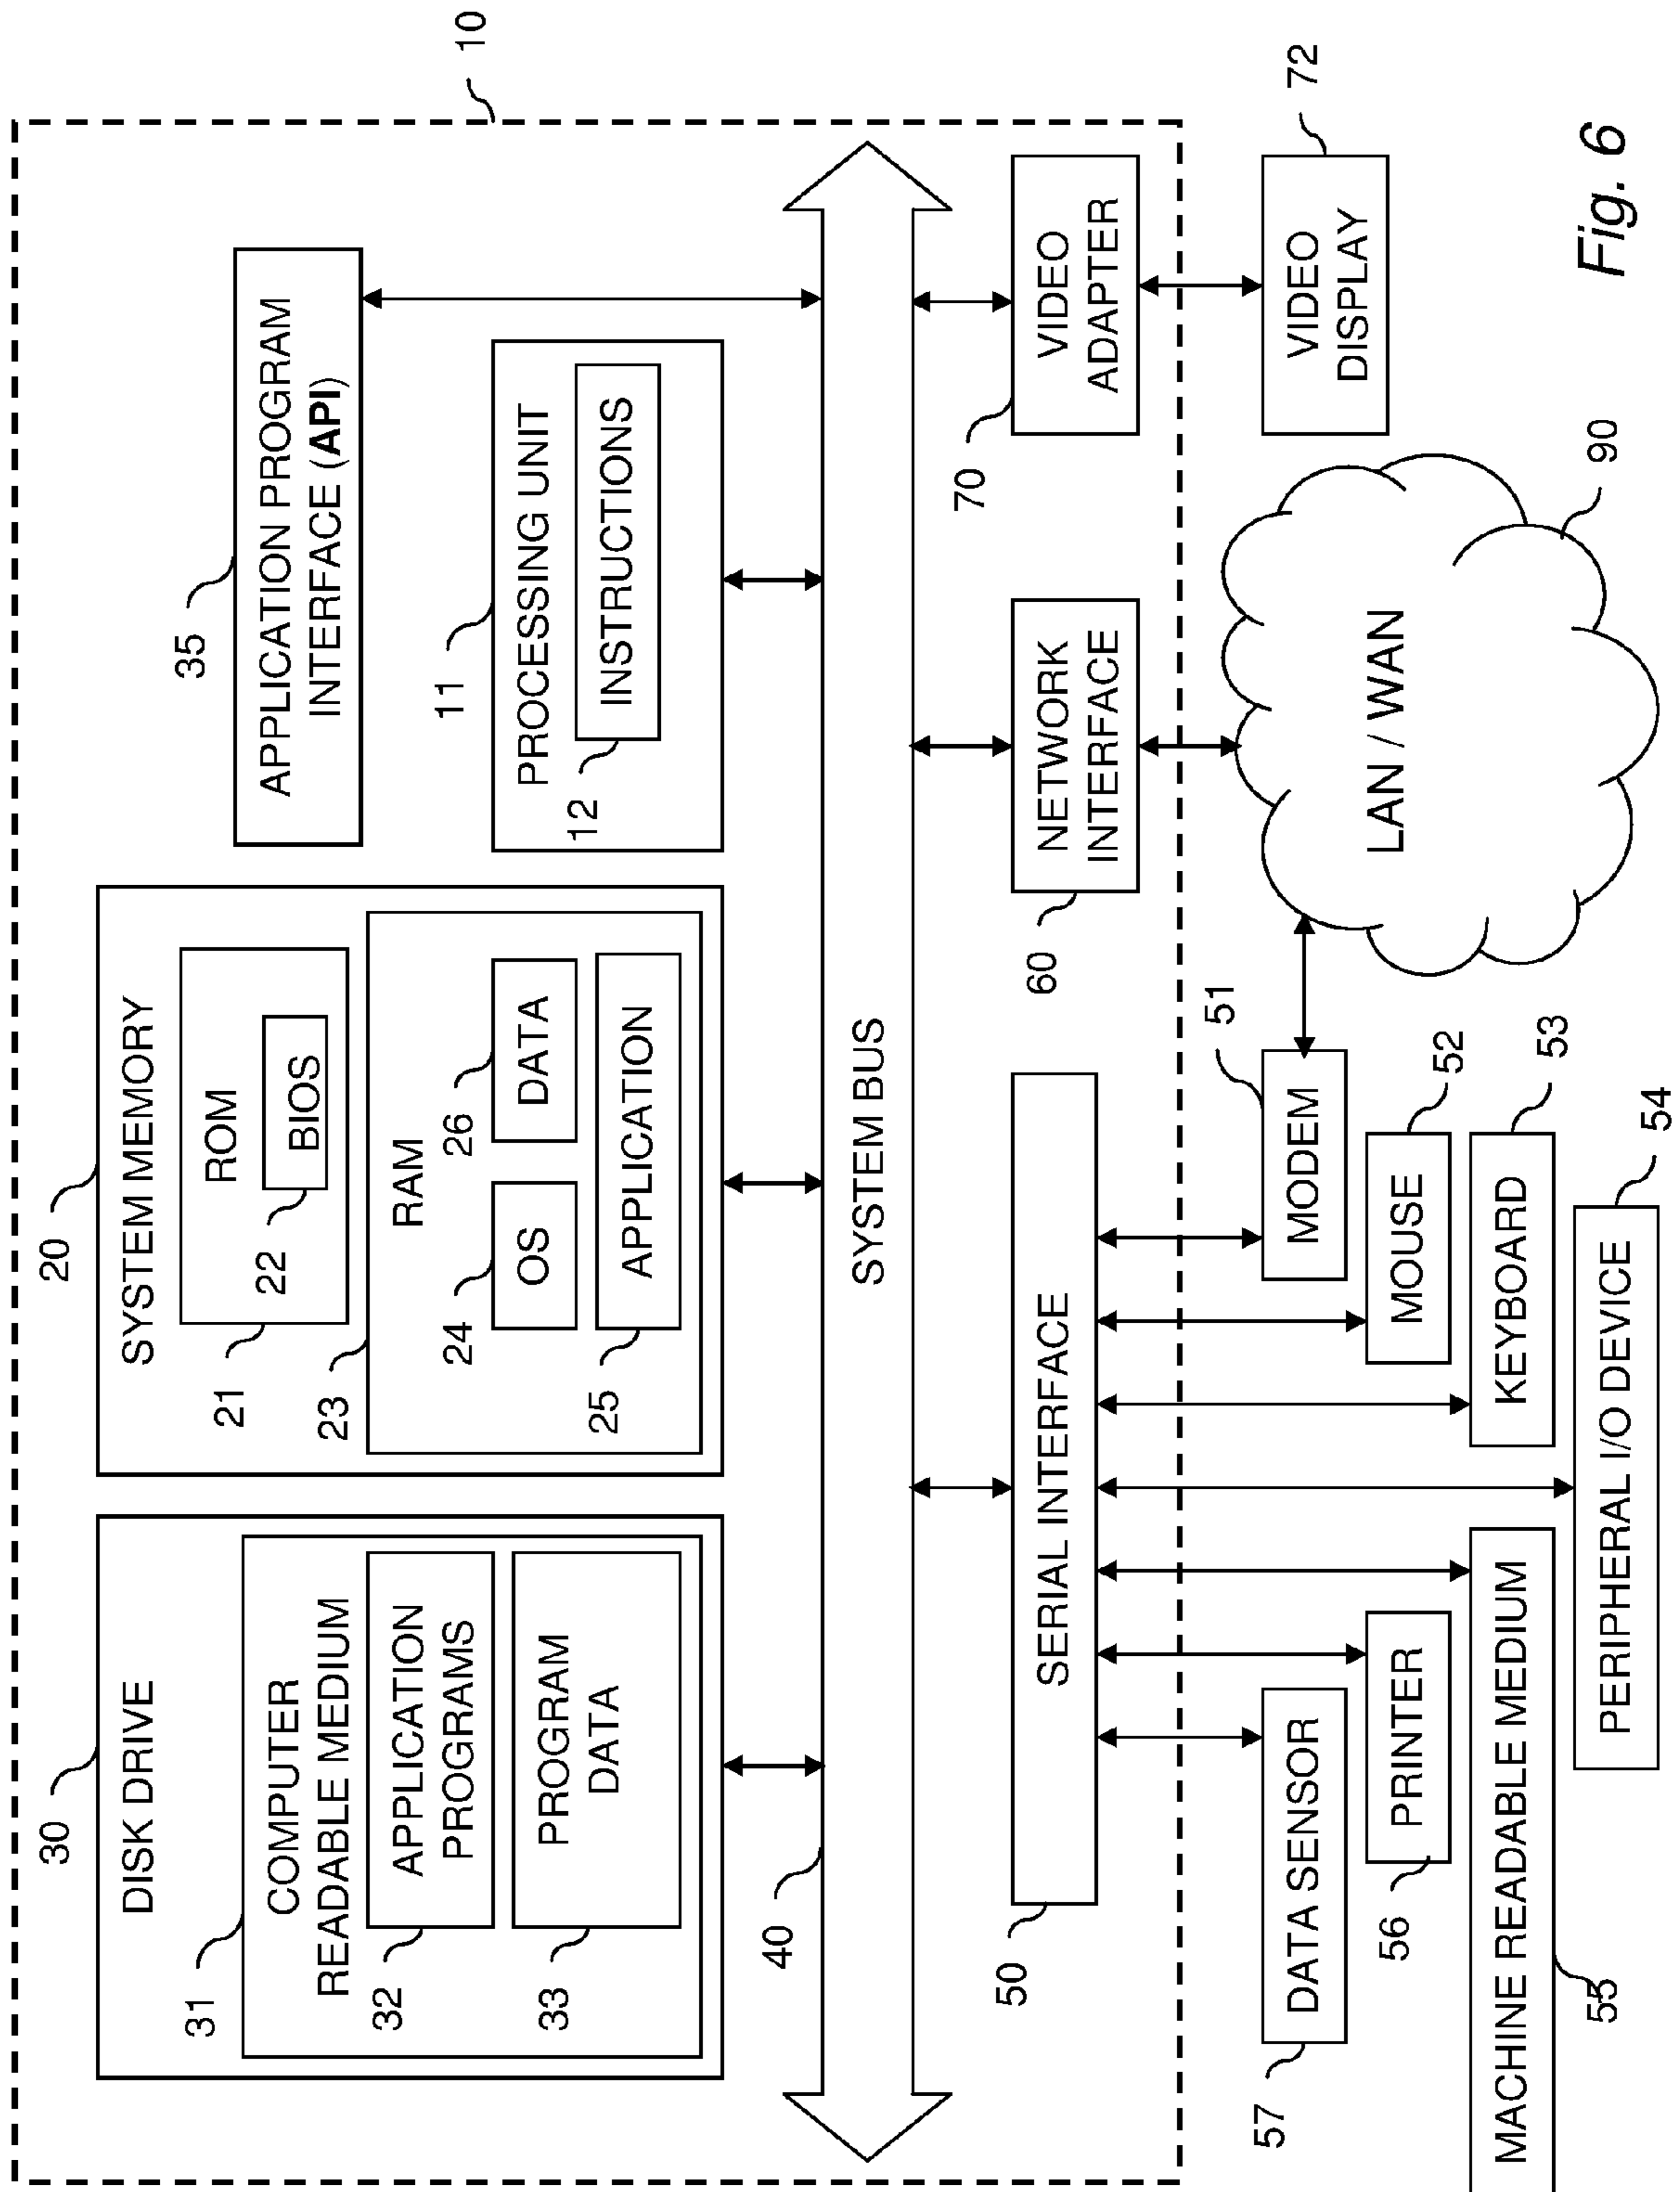 10
30
DISK DRIVE
31
COMPUTER
READABLE MEDIUM
32
APPLICATION
PROGRAMS
33
PROGRAM
DATA
20
SYSTEM MEMORY
21
ROM
22
BIOS
23
RAM
24
OS
26
DATA
25
APPLICATION
35
APPLICATION PROGRAM
INTERFACE (API)
11
PROCESSING UNIT
12
INSTRUCTIONS
40
SYSTEM BUS
50
SERIAL INTERFACE
60
NETWORK
INTERFACE
70
VIDEO
ADAPTER
57
DATA SENSOR
56
PRINTER
55
MACHINE READABLE MEDIUM
54
PERIPHERAL I/O DEVICE
53
KEYBOARD
52
MOUSE
51
MODEM
LAN / WAN
90
VIDEO
DISPLAY
72
Fig. 6